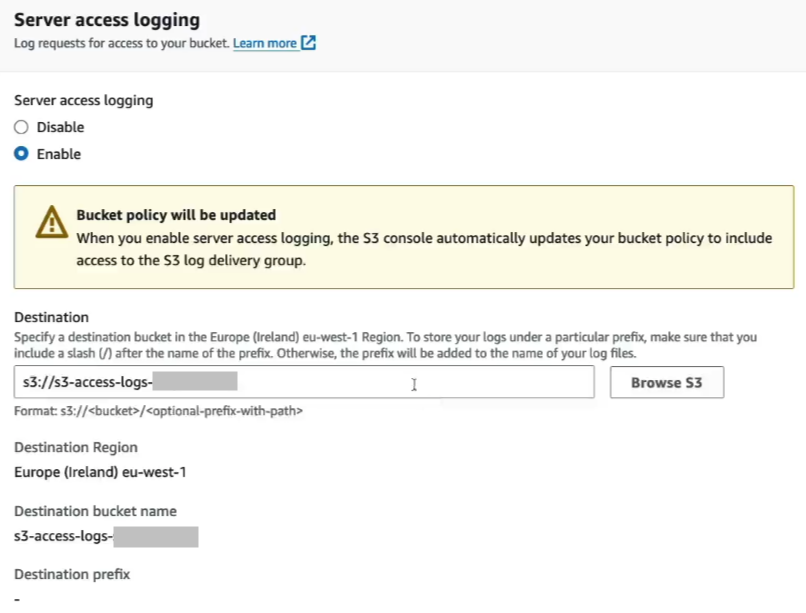 Server access logging
Log requests for access to your bucket. Learn more
Server access logging
Disable
Enable
Bucket policy will be updated
When you enable server access logging, the S3 console automatically updates your bucket policy to include
access to the S3 log delivery group.
Destination
Specify a destination bucket in the Europe (Ireland) eu-west-1 Region. To store your logs under a particular prefix, make sure that you
include a slash (/) after the name of the prefix. Otherwise, the prefix will be added to the name of your log files.
s3://s3-access-logs-
Browse S3
Format: s3://<bucket>/<optional-prefix-with-path>
Destination Region
Europe (Ireland) eu-west-1
Destination bucket name
s3-access-logs-
Destination prefix
-